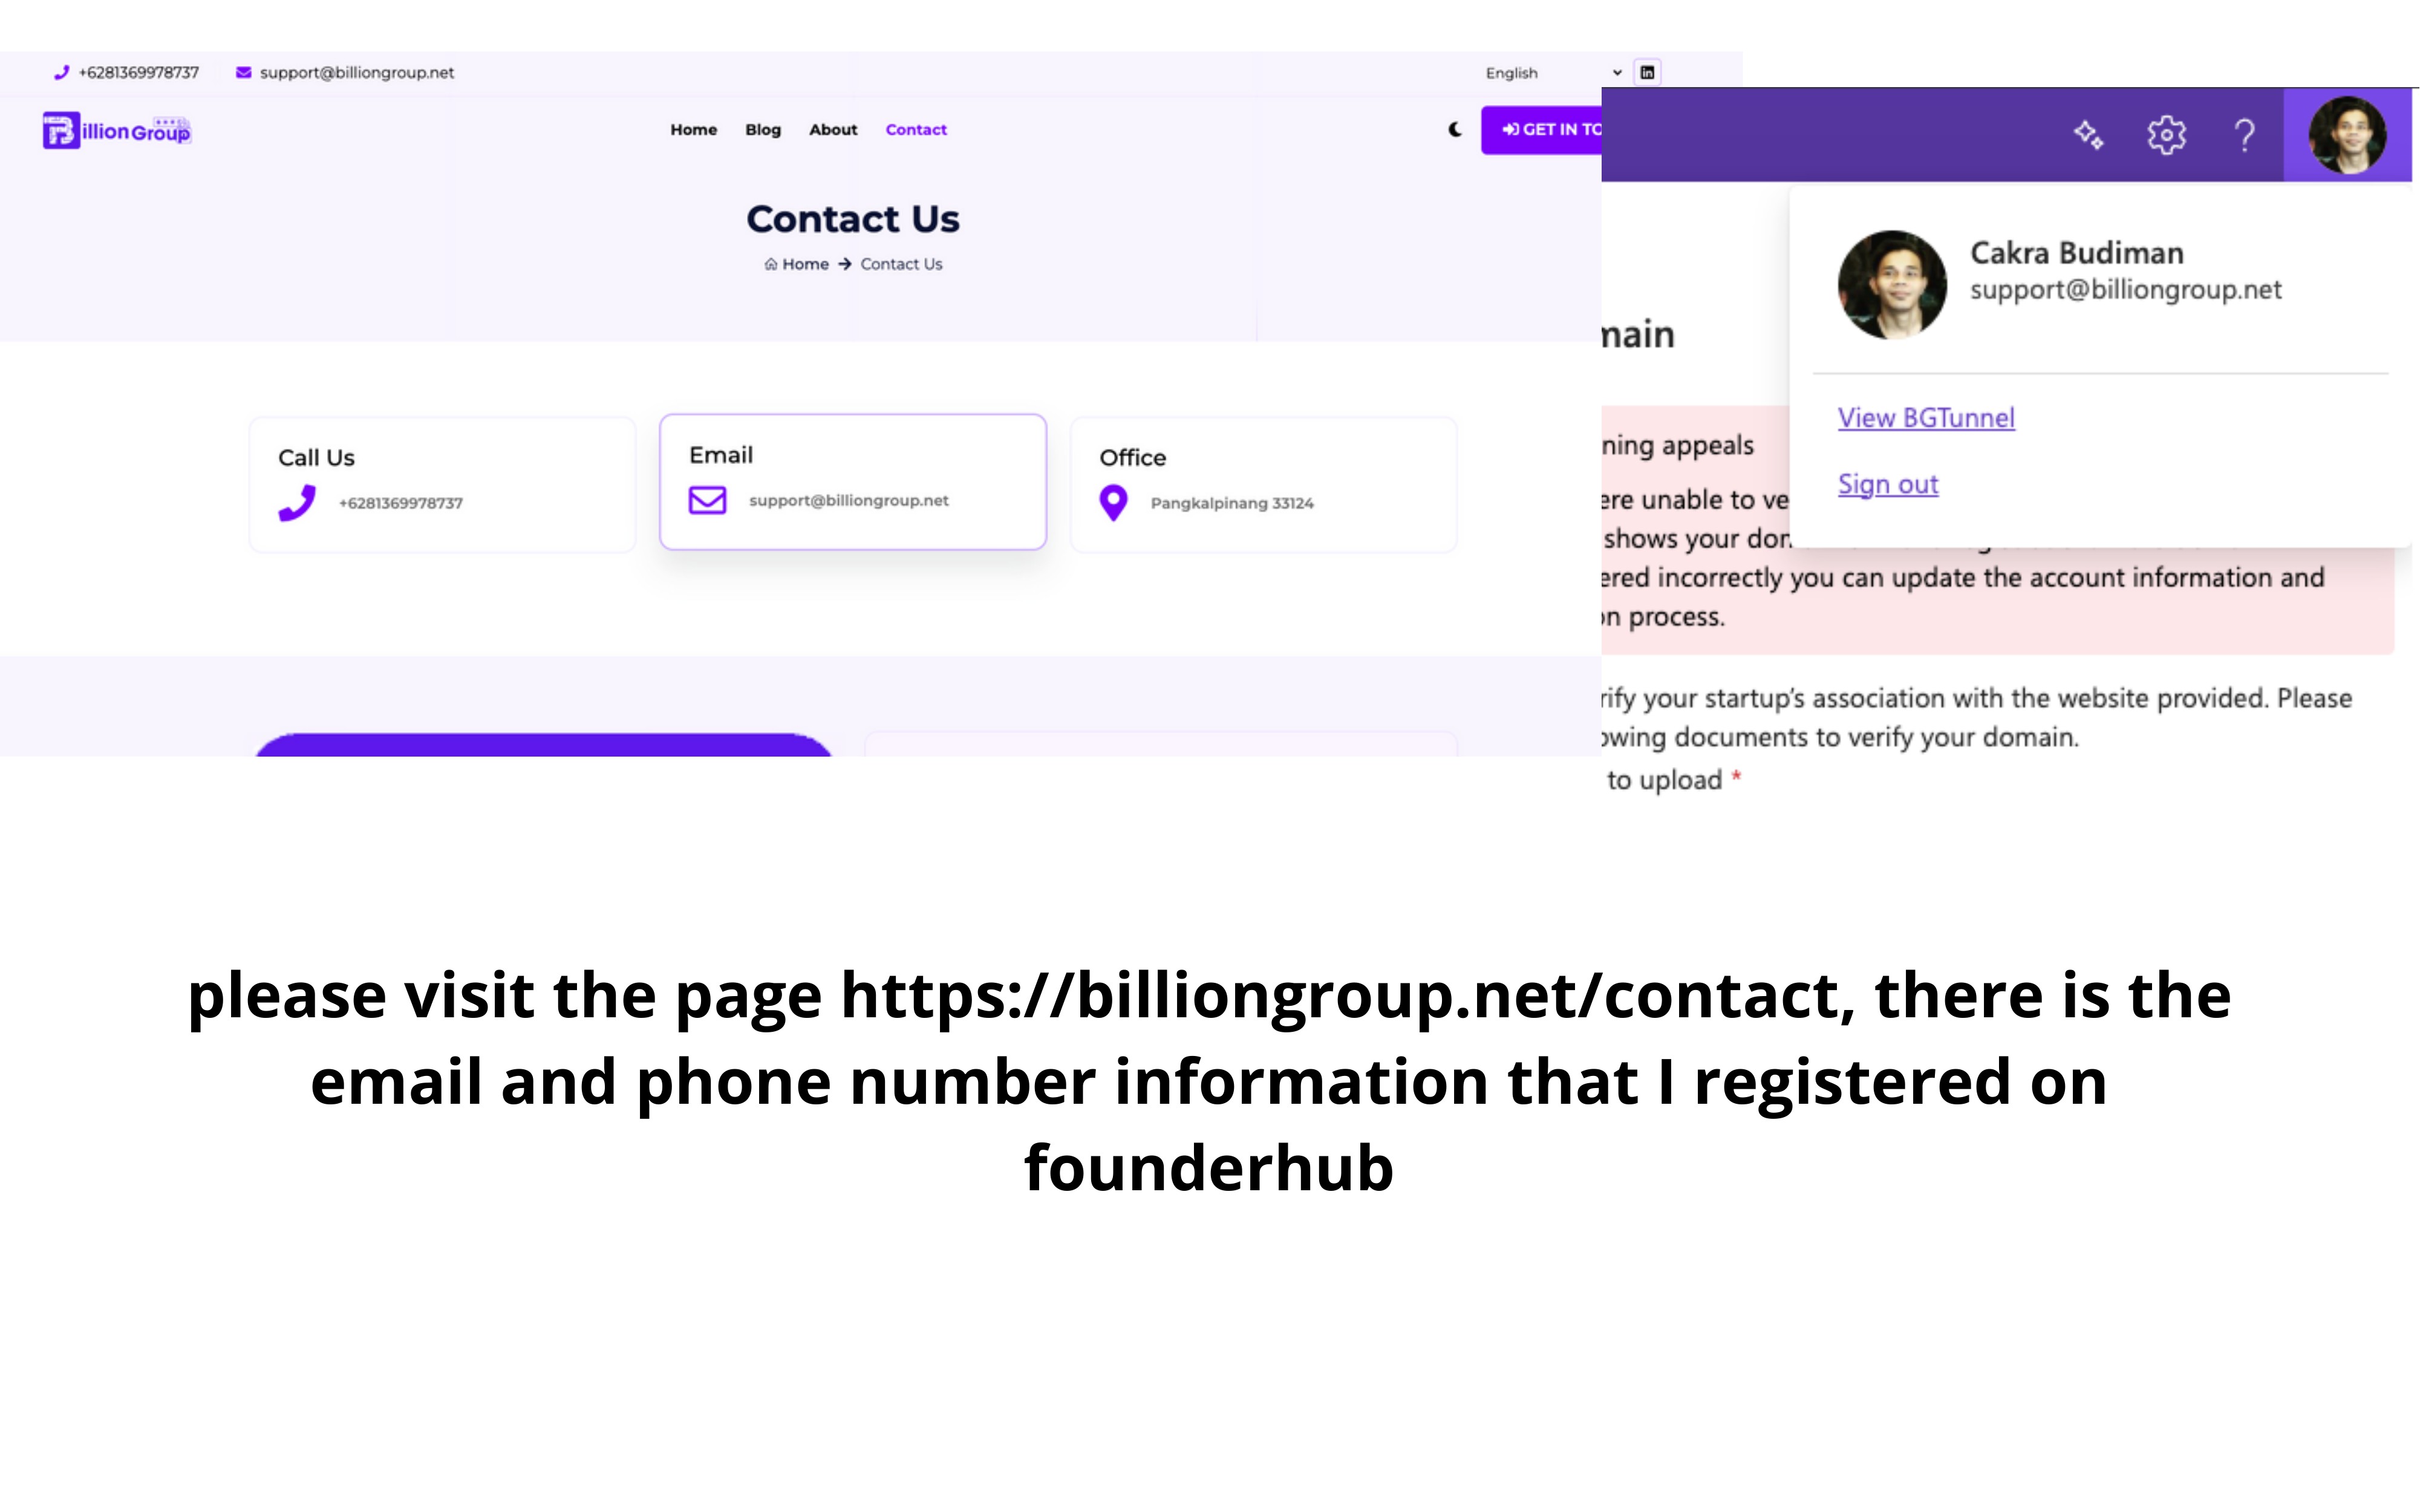 +6281369978737 support@billiongroup.net English
Billion Group Home Blog About Contact GET IN TO
Contact Us
Home → Contact Us
Call Us
+6281369978737
Email
support@billiongroup.net
Office
Pangkalpinang 33124
Cakra Budiman
support@billiongroup.net
View BGTunnel
Sign out
main
ning appeals
ere unable to ve
shows your don
ered incorrectly you can update the account information and
on process.
rify your startup's association with the website provided. Please
owing documents to verify your domain.
to upload *
please visit the page https://billiongroup.net/contact, there is the
email and phone number information that I registered on
founderhub